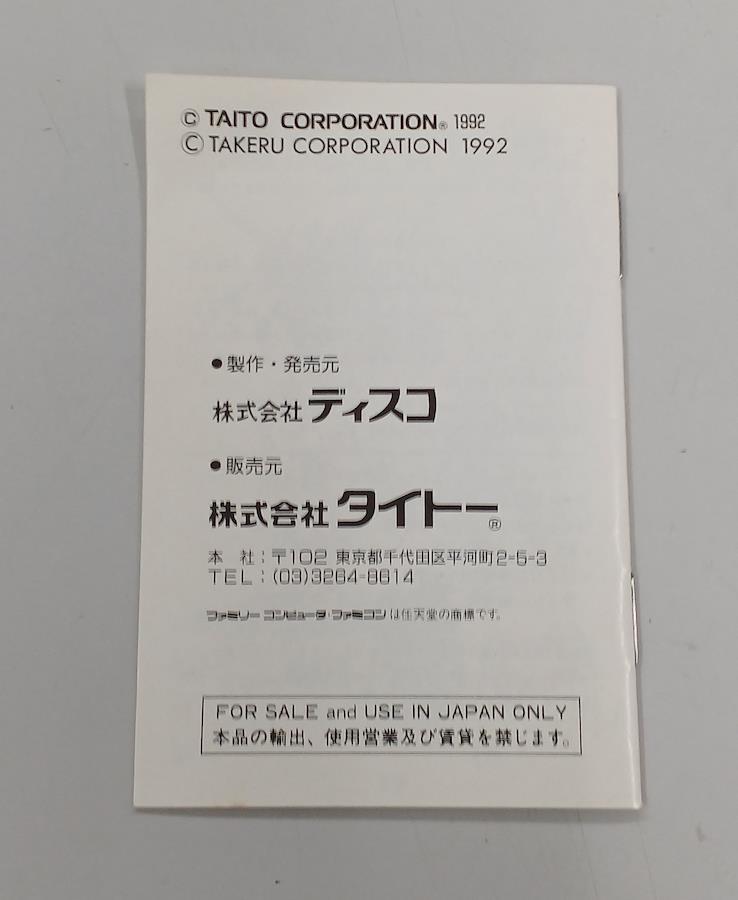 © TAITO CORPORATION® 1992
© TAKERU CORPORATION 1992
●製作・発売元
株式会社ディスコ
●販売元
株式会社タイトー®
本 社：〒102 東京都千代田区平河町2-5-3
TEL：(03)3264-8614
ファミリーコンピュータ・ファミコンは任天堂の商標です。
FOR SALE and USE IN JAPAN ONLY
本品の輸出、使用営業及び賃貸を禁じます。